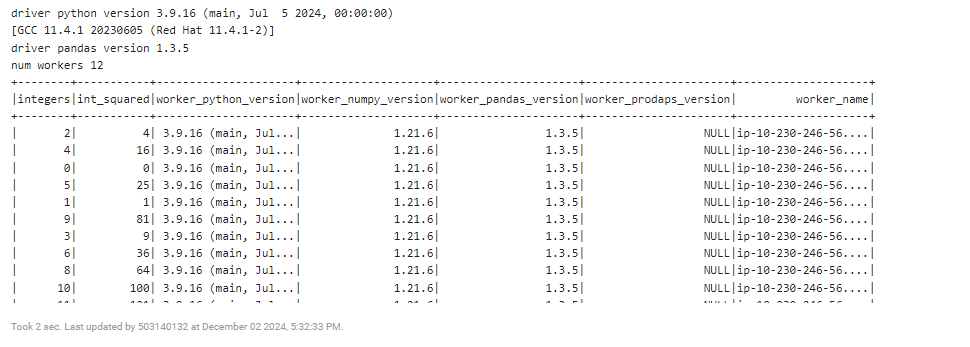 driver python version 3.9.16 (main, Jul  5 2024, 00:00:00)
[GCC 11.4.1 20230605 (Red Hat 11.4.1-2)]
driver pandas version 1.3.5
num workers 12
+--------+-----------+---------------------+--------------------+---------------------+----------------------+--------------------+
|integers|int_squared|worker_python_version|worker_numpy_version|worker_pandas_version|worker_prodaps_version|         worker_name|
+--------+-----------+---------------------+--------------------+---------------------+----------------------+--------------------+
|       2|          4| 3.9.16 (main, Jul...|              1.21.6|                1.3.5|                  NULL|ip-10-230-246-56....|
|       4|         16| 3.9.16 (main, Jul...|              1.21.6|                1.3.5|                  NULL|ip-10-230-246-56....|
|       0|          0| 3.9.16 (main, Jul...|              1.21.6|                1.3.5|                  NULL|ip-10-230-246-56....|
|       5|         25| 3.9.16 (main, Jul...|              1.21.6|                1.3.5|                  NULL|ip-10-230-246-56....|
|       1|          1| 3.9.16 (main, Jul...|              1.21.6|                1.3.5|                  NULL|ip-10-230-246-56....|
|       9|         81| 3.9.16 (main, Jul...|              1.21.6|                1.3.5|                  NULL|ip-10-230-246-56....|
|       3|          9| 3.9.16 (main, Jul...|              1.21.6|                1.3.5|                  NULL|ip-10-230-246-56....|
|       6|         36| 3.9.16 (main, Jul...|              1.21.6|                1.3.5|                  NULL|ip-10-230-246-56....|
|       8|         64| 3.9.16 (main, Jul...|              1.21.6|                1.3.5|                  NULL|ip-10-230-246-56....|
|      10|        100| 3.9.16 (main, Jul...|              1.21.6|                1.3.5|                  NULL|ip-10-230-246-56....|
Took 2 sec. Last updated by 503140132 at December 02 2024, 5:32:33 PM.